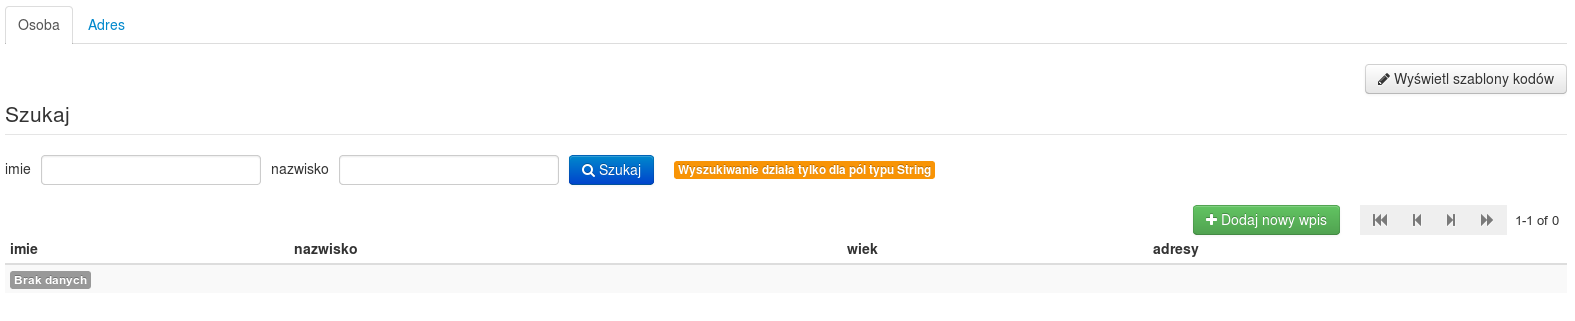 Osoba Adres
Wyświetl szablony kodów
Szukaj
imie nazwisko Szukaj Wyszukiwanie działa tylko dla pól typu String
Dodaj nowy wpis 1-1 of 0
imie nazwisko wiek adresy
Brak danych